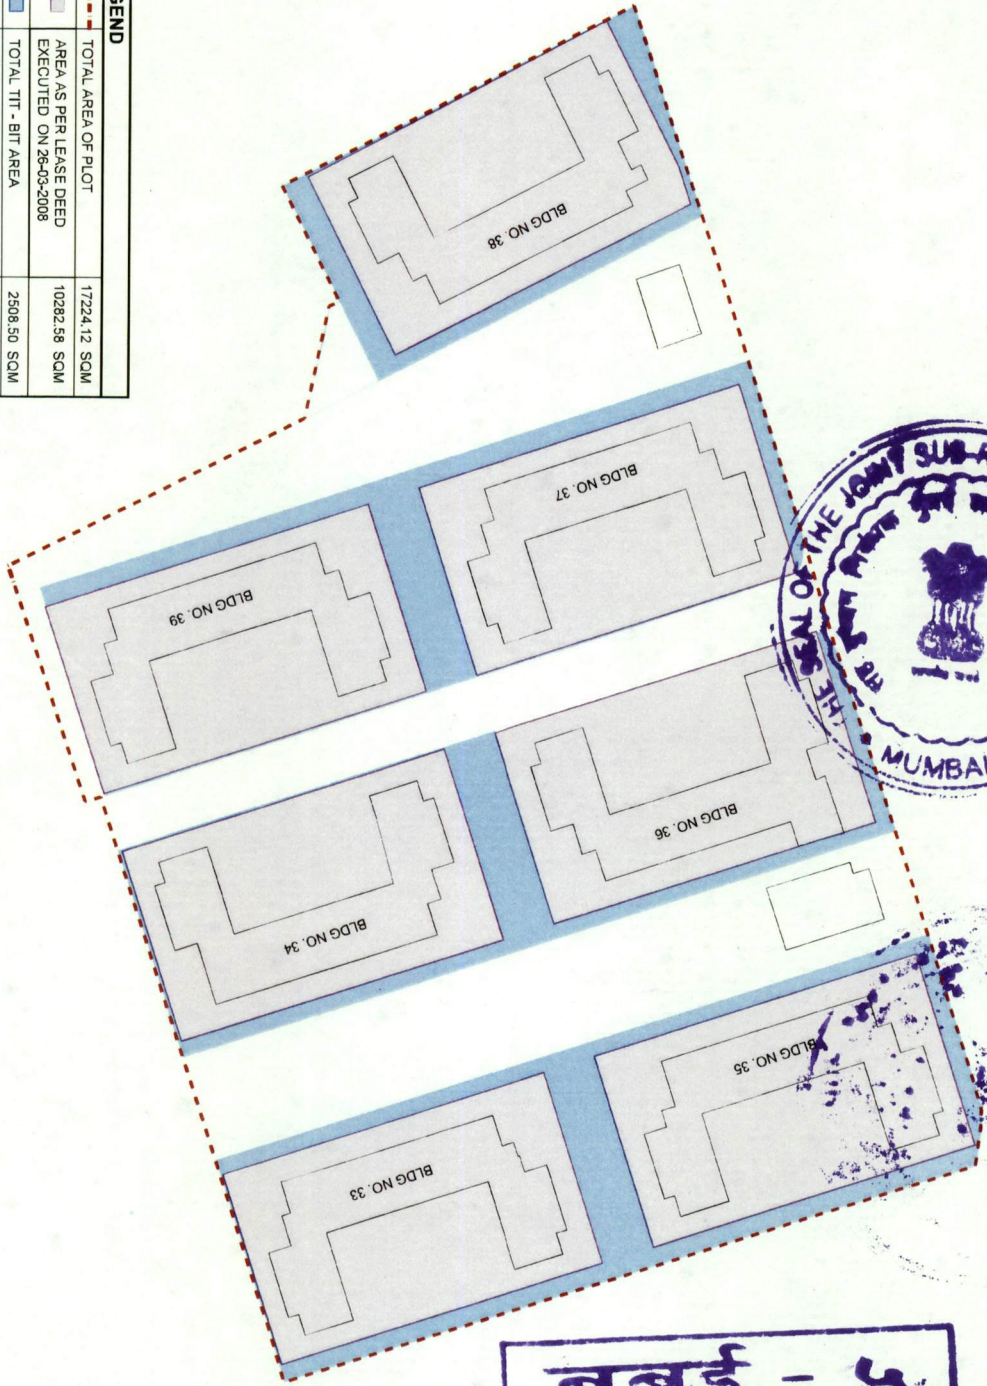 GEND
TOTAL AREA OF PLOT 17224.12 SQM
AREA AS PER LEASE DEED
EXECUTED ON 26-03-2008 10282.58 SQM
TOTAL TIT - BIT AREA 2508.50 SQM
BLDG NO. 38
BLDG NO. 37
BLDG NO. 39
BLDG NO. 36
BLDG NO. 34
BLDG NO. 35
BLDG NO. 33
THE SEAL OF THE JOINT SUB-R
MUMBAI